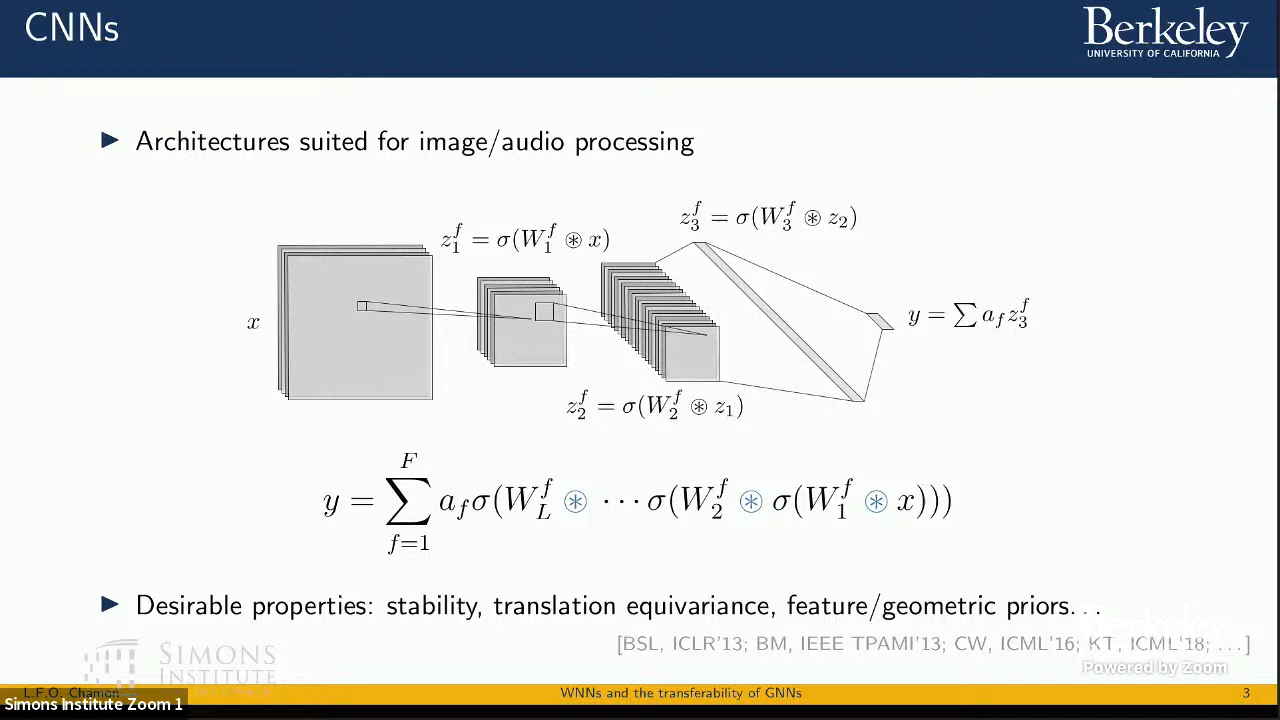 CNNs
Berkeley
UNIVERSITY OF CALIFORNIA
▶ Architectures suited for image/audio processing
z_3^f = σ(W_3^f ⊛ z_2)
z_1^f = σ(W_1^f ⊛ x)
x
y = ∑ a_f z_3^f
z_2^f = σ(W_2^f ⊛ z_1)
y = ∑_{f=1}^{F} a_f σ(W_L^f ⊛ ⋯ σ(W_2^f ⊛ σ(W_1^f ⊛ x)))
▶ Desirable properties: stability, translation equivariance, feature/geometric priors...
[BSL, ICLR'13; BM, IEEE TPAMI'13; CW, ICML'16; KT, ICML'18; ...]
SIMONS
INSTITUTE
Berkeley
Powered by Zoom
L.F.O. Chamon
WNNs and the transferability of GNNs
3
Simons Institute Zoom 1